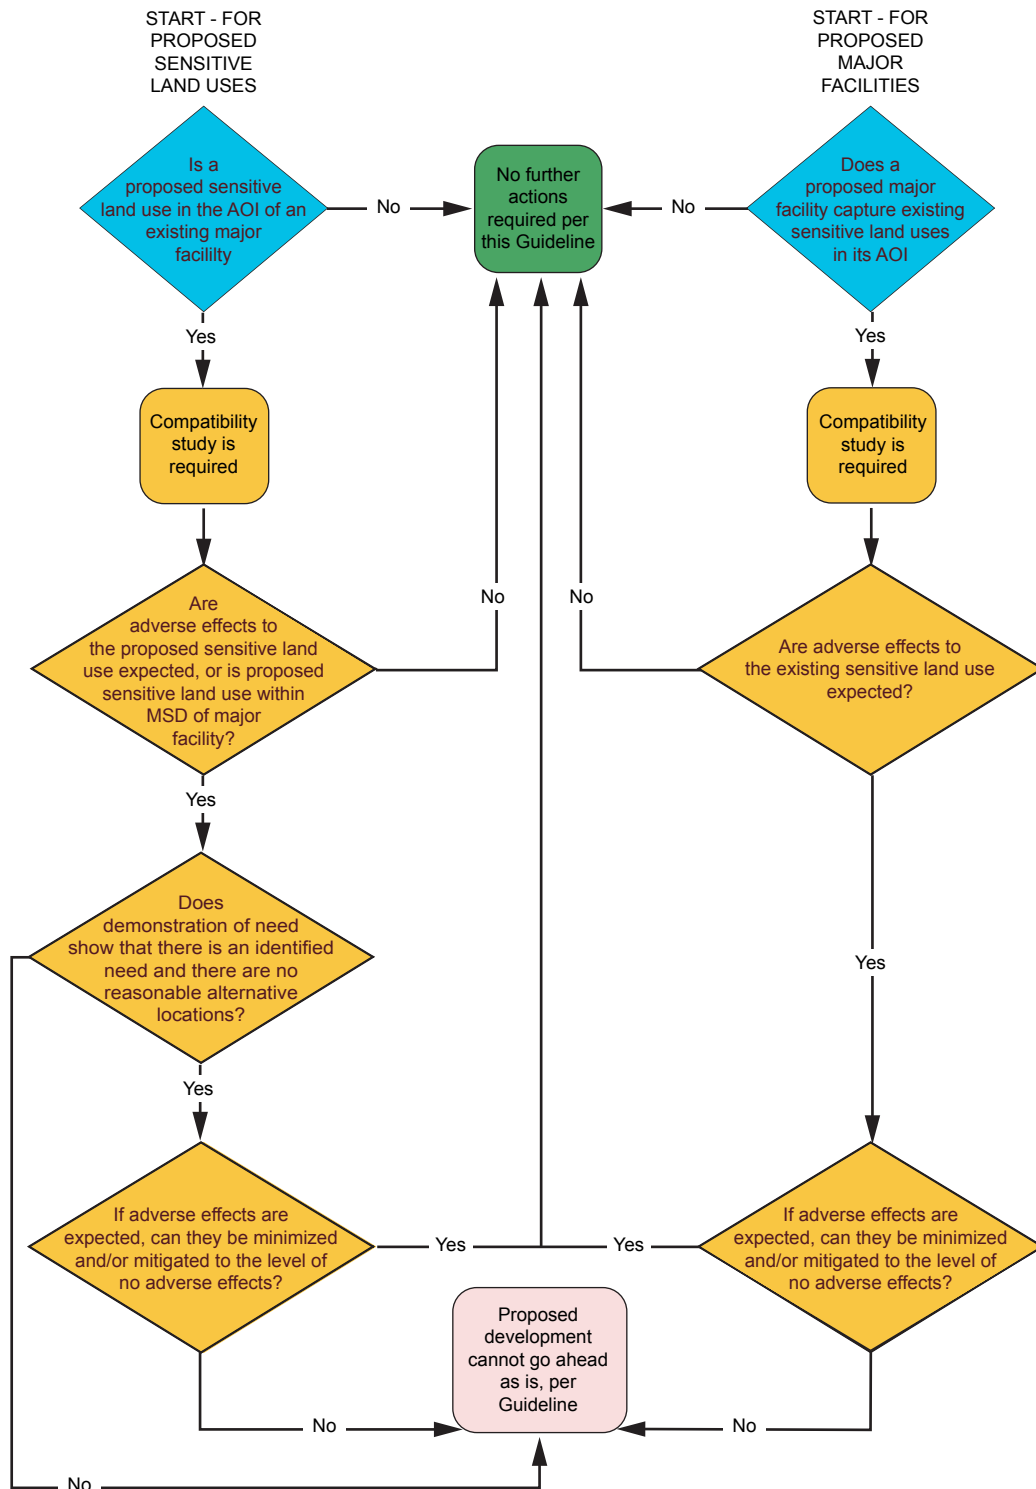 START - FOR
PROPOSED
SENSITIVE
LAND USES
START - FOR
PROPOSED
MAJOR
FACILITIES
Is a
proposed sensitive
land use in the AOI of an
existing major
facililty
No
No further
actions
required per
this Guideline
No
Does a
proposed major
facility capture existing
sensitive land uses
in its AOI
Yes
Yes
Compatibility
study is
required
Compatibility
study is
required
Are
adverse effects to
the proposed sensitive land
use expected, or is proposed
sensitive land use within
MSD of major
facility?
No
No
Are adverse effects to
the existing sensitive land use
expected?
Yes
Does
demonstration of need
show that there is an identified
need and there are no
reasonable alternative
locations?
Yes
Yes
If adverse effects are
expected, can they be minimized
and/or mitigated to the level of
no adverse effects?
Yes
Yes
If adverse effects are
expected, can they be minimized
and/or mitigated to the level of
no adverse effects?
Proposed
development
cannot go ahead
as is, per
Guideline
No
No
No